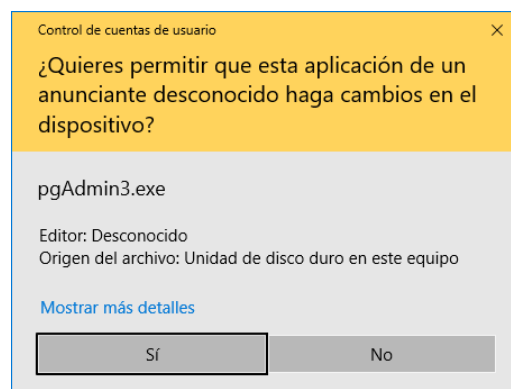 Control de cuentas de usuario
¿Quieres permitir que esta aplicación de un
anunciante desconocido haga cambios en el
dispositivo?
pgAdmin3.exe
Editor: Desconocido
Origen del archivo: Unidad de disco duro en este equipo
Mostrar más detalles
Sí
No